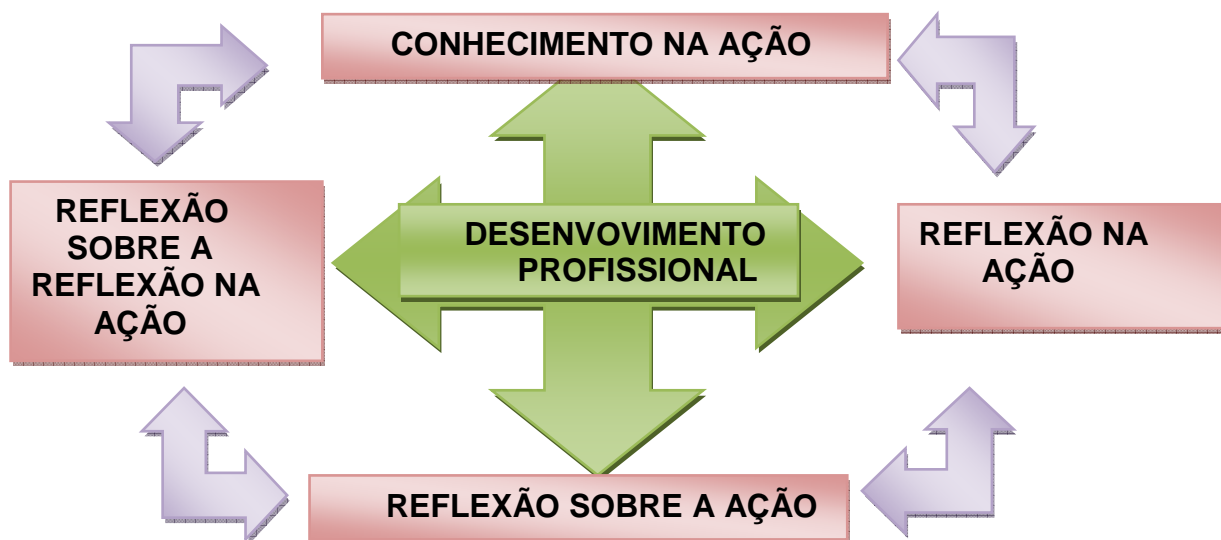 CONHECIMENTO NA AÇÃO
REFLEXÃO
SOBRE A
REFLEXÃO NA
AÇÃO
DESENVOVIMENTO
PROFISSIONAL
REFLEXÃO NA
AÇÃO
REFLEXÃO SOBRE A AÇÃO